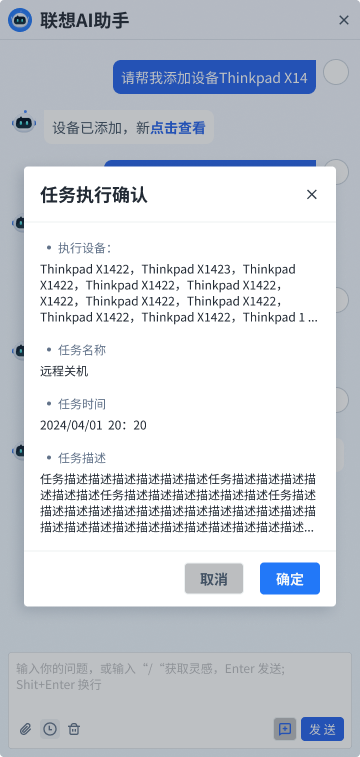 联想AI助手
请帮我添加设备Thinkpad X14
设备已添加，新点击查看
任务执行确认
执行设备：
Thinkpad X1422，Thinkpad X1423，Thinkpad
X1422，Thinkpad X1422，Thinkpad X1422，
X1422，Thinkpad X1422，Thinkpad X1422，
Thinkpad X1422，Thinkpad X1422，Thinkpad 1 ...
任务名称
远程关机
任务时间
2024/04/01 20：20
任务描述
任务描述描述描述描述描述描述任务描述描述描述描
述描述描述任务描述描述描述描述描述描述任务描述
描述描述描述描述描述描述描述描述描述描述描述描
描述描述描述描述描述描述描述描述描述描述描述...
取消
确定
输入你的问题，或输入“/“获取灵感，Enter 发送;
Shit+Enter 换行
发送